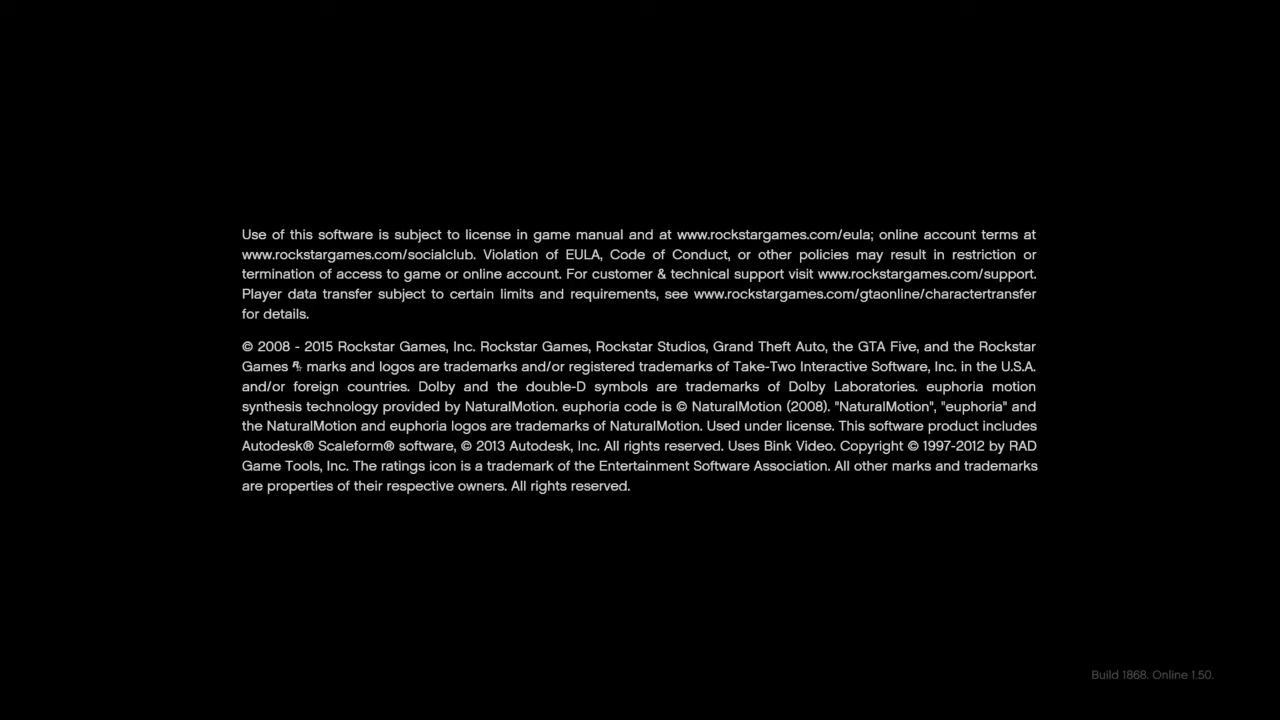 Use of this software is subject to license in game manual and at www.rockstargames.com/eula; online account terms at
www.rockstargames.com/socialclub. Violation of EULA, Code of Conduct, or other policies may result in restriction or
termination of access to game or online account. For customer & technical support visit www.rockstargames.com/support.
Player data transfer subject to certain limits and requirements, see www.rockstargames.com/gtaonline/charactertransfer
for details.
© 2008 - 2015 Rockstar Games, Inc. Rockstar Games, Rockstar Studios, Grand Theft Auto, the GTA Five, and the Rockstar
Games R* marks and logos are trademarks and/or registered trademarks of Take-Two Interactive Software, Inc. in the U.S.A.
and/or foreign countries. Dolby and the double-D symbols are trademarks of Dolby Laboratories. euphoria motion
synthesis technology provided by NaturalMotion. euphoria code is © NaturalMotion (2008). "NaturalMotion", "euphoria" and
the NaturalMotion and euphoria logos are trademarks of NaturalMotion. Used under license. This software product includes
Autodesk® Scaleform® software, © 2013 Autodesk, Inc. All rights reserved. Uses Bink Video. Copyright © 1997-2012 by RAD
Game Tools, Inc. The ratings icon is a trademark of the Entertainment Software Association. All other marks and trademarks
are properties of their respective owners. All rights reserved.
Build 1868. Online 1.50.